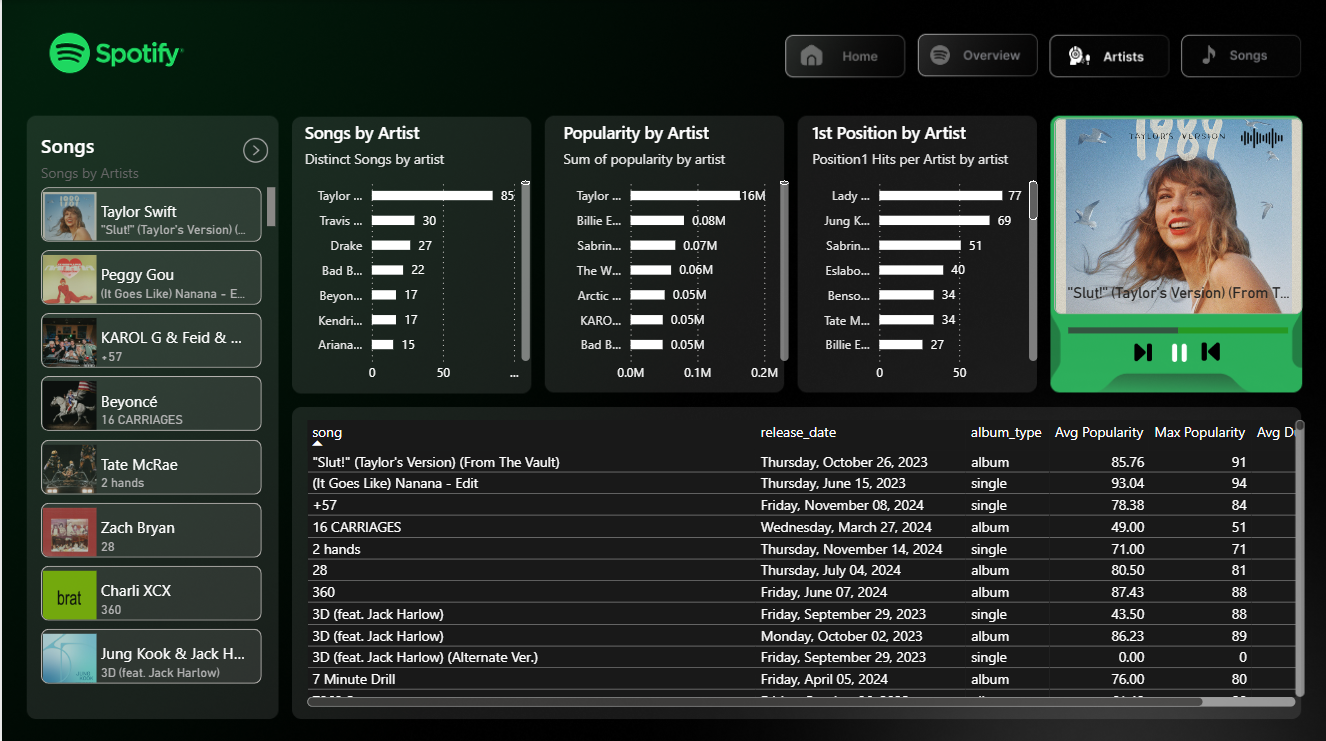 Spotify
Home
Overview
Artists
Songs
Songs
Songs by Artists
Taylor Swift
"Slut!" (Taylor's Version) (...
Peggy Gou
(It Goes Like) Nanana - E...
KAROL G & Feid & ...
+57
Beyoncé
16 CARRIAGES
Tate McRae
2 hands
Zach Bryan
28
brat
Charli XCX
360
Jung Kook & Jack H...
3D (feat. Jack Harlow)
Songs by Artist
Distinct Songs by artist
Taylor ... 85
Travis ... 30
Drake 27
Bad B... 22
Beyon... 17
Kendri... 17
Ariana... 15
0 50 ...
Popularity by Artist
Sum of popularity by artist
Taylor ... .16M
Billie E... 0.08M
Sabrin... 0.07M
The W... 0.06M
Arctic ... 0.05M
KARO... 0.05M
Bad B... 0.05M
0.0M 0.1M 0.2M
1st Position by Artist
Position1 Hits per Artist by artist
Lady ... 77
Jung K... 69
Sabrin... 51
Eslabo... 40
Benso... 34
Tate M... 34
Billie E... 27
0 50
TAYLOR'S VERSION
1989
"Slut!" (Taylor's Version) (From T...
song release_date album_type Avg Popularity Max Popularity Avg D
"Slut!" (Taylor's Version) (From The Vault) Thursday, October 26, 2023 album 85.76 91
(It Goes Like) Nanana - Edit Thursday, June 15, 2023 single 93.04 94
+57 Friday, November 08, 2024 single 78.38 84
16 CARRIAGES Wednesday, March 27, 2024 album 49.00 51
2 hands Thursday, November 14, 2024 single 71.00 71
28 Thursday, July 04, 2024 album 80.50 81
360 Friday, June 07, 2024 album 87.43 88
3D (feat. Jack Harlow) Friday, September 29, 2023 single 43.50 88
3D (feat. Jack Harlow) Monday, October 02, 2023 album 86.23 89
3D (feat. Jack Harlow) (Alternate Ver.) Friday, September 29, 2023 single 0.00 0
7 Minute Drill Friday, April 05, 2024 album 76.00 80